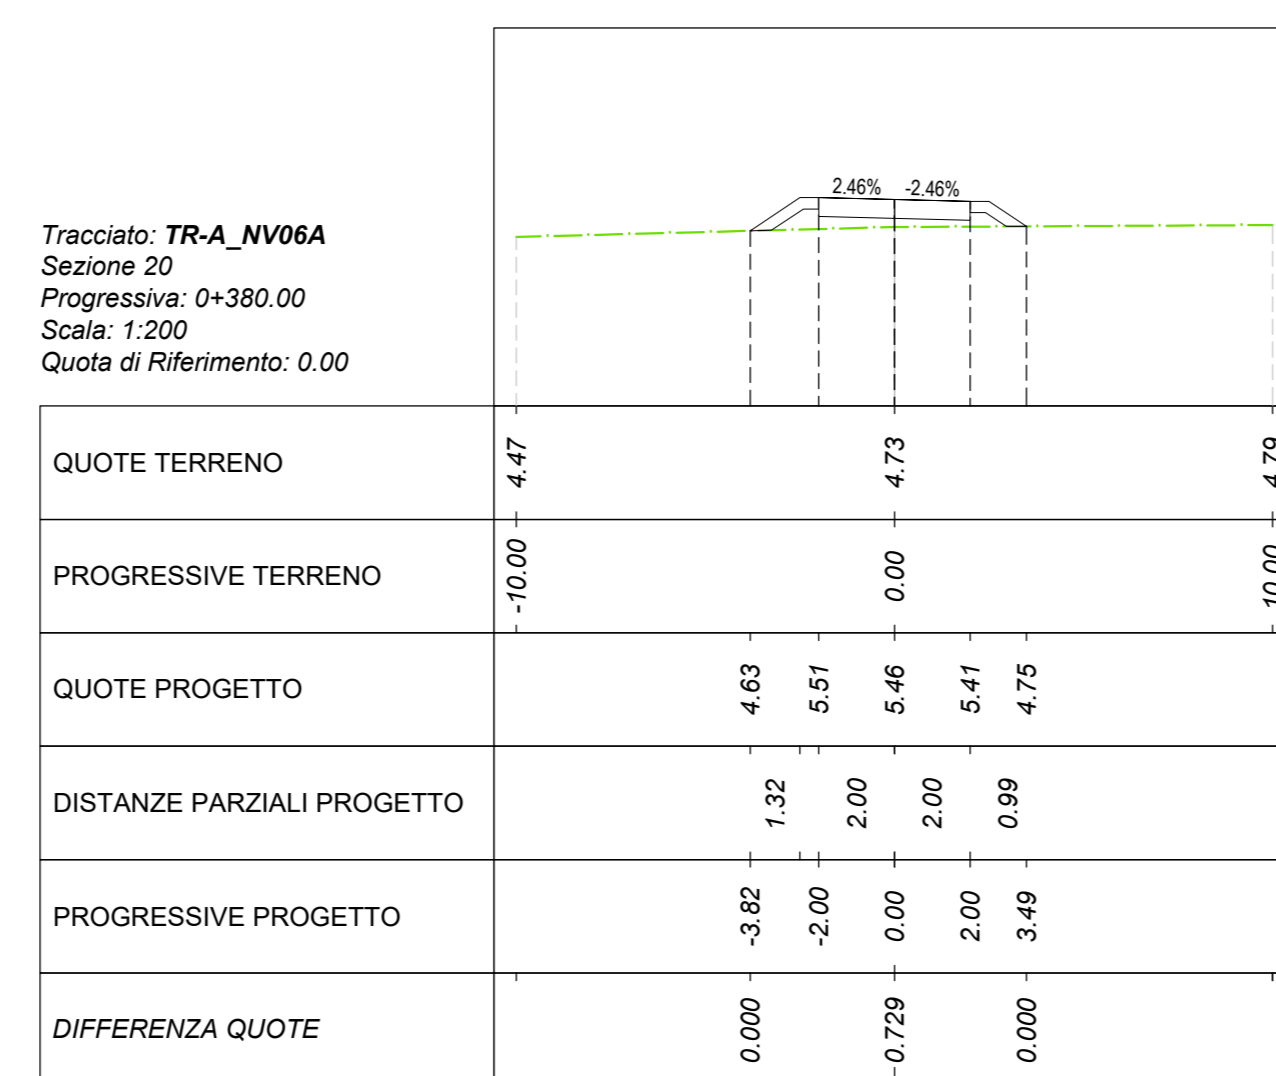 2.46% -2.46%
Tracciato: TR-A_NV06A
Sezione 20
Progressiva: 0+380.00
Scala: 1:200
Quota di Riferimento: 0.00
QUOTE TERRENO 4.47 4.73 4.79
PROGRESSIVE TERRENO -10.00 0.00 10.00
QUOTE PROGETTO 4.63 5.51 5.46 5.41 4.75
DISTANZE PARZIALI PROGETTO 1.32 2.00 2.00 0.99
PROGRESSIVE PROGETTO -3.82 -2.00 0.00 2.00 3.49
DIFFERENZA QUOTE 0.000 0.729 0.000